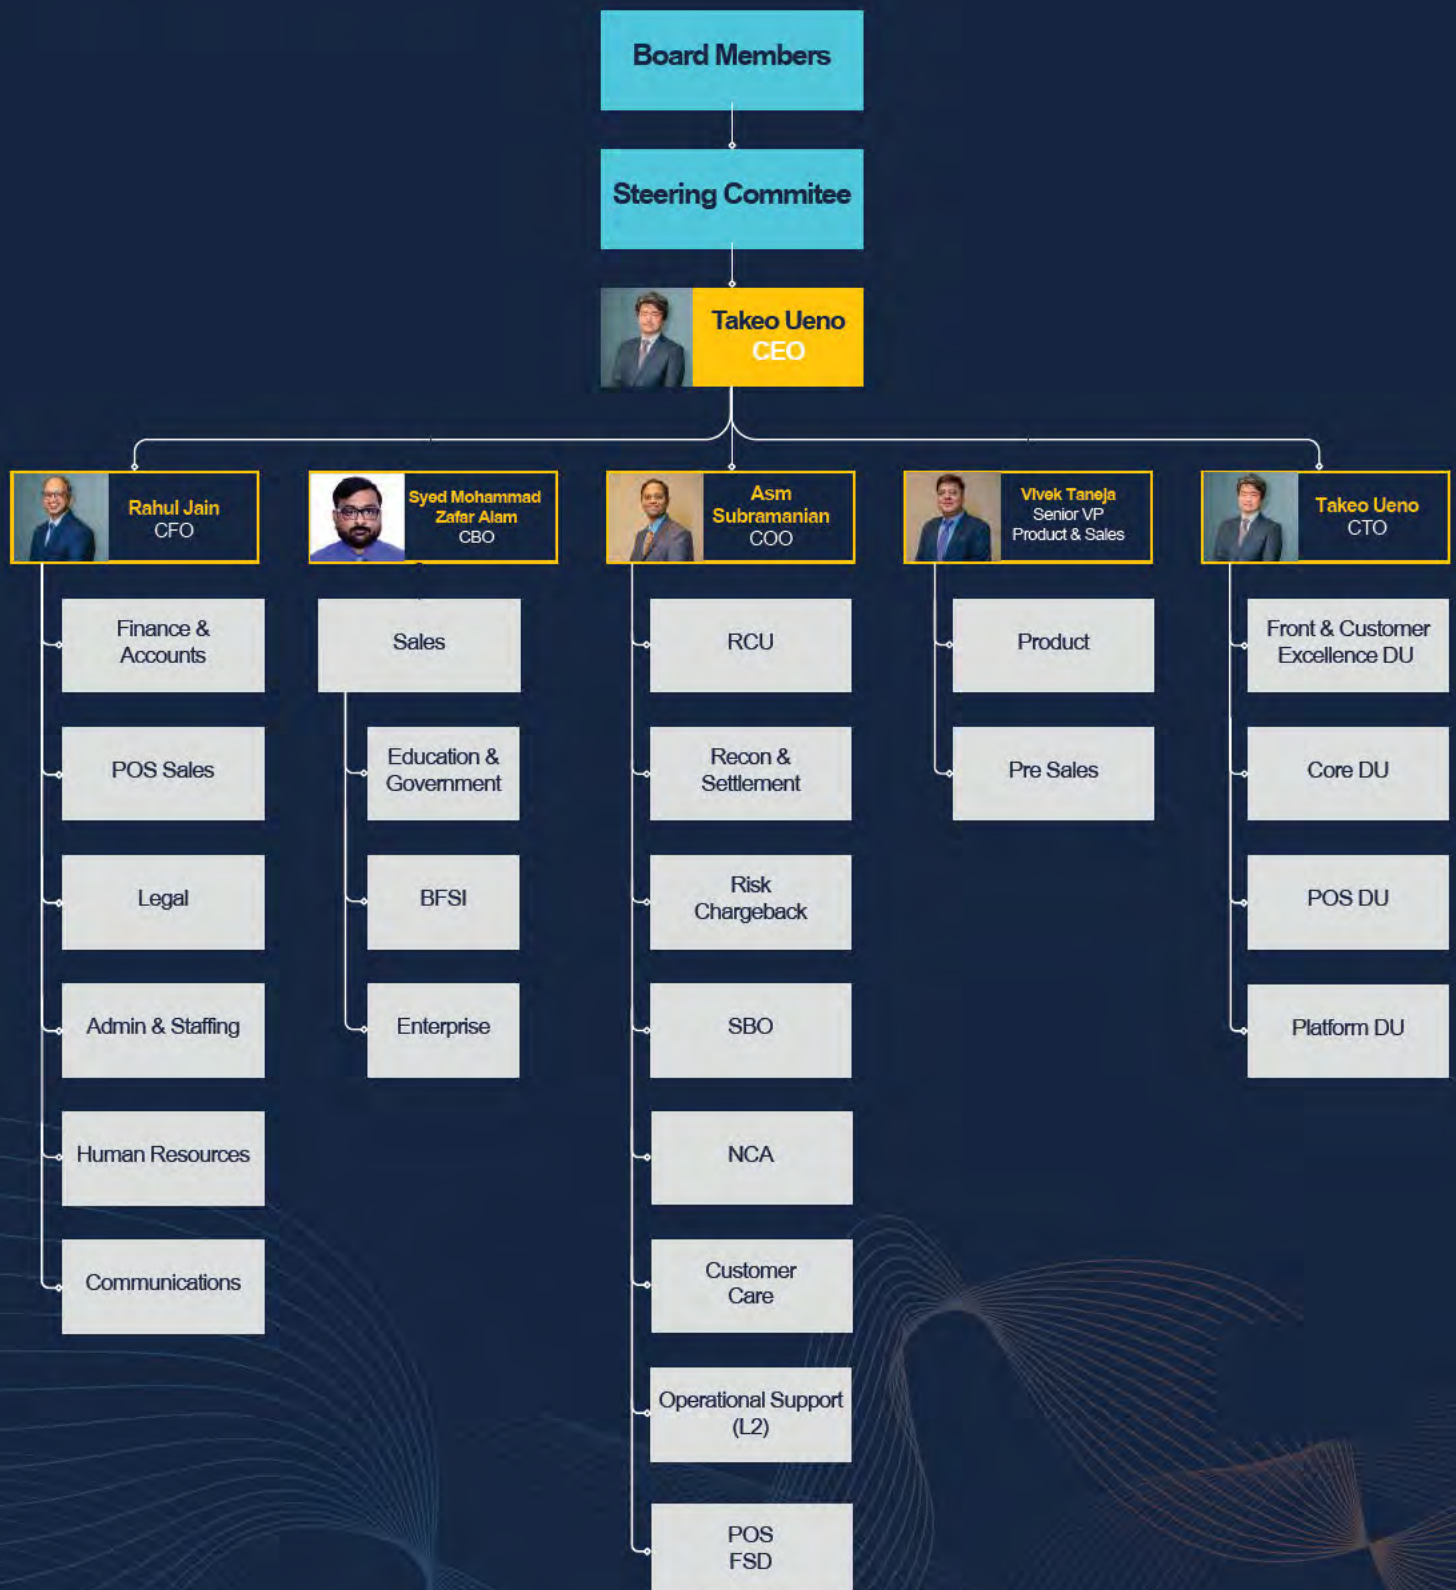 Board Members
Steering Commitee
Takeo Ueno
CEO
Rahul Jain
CFO
Syed Mohammad
Zafar Alam
CBO
Asm
Subramanian
COO
Vivek Taneja
Senior VP
Product & Sales
Takeo Ueno
CTO
Finance &
Accounts
POS Sales
Legal
Admin & Staffing
Human Resources
Communications
Sales
Education &
Government
BFSI
Enterprise
RCU
Recon &
Settlement
Risk
Chargeback
SBO
NCA
Customer
Care
Operational Support
(L2)
POS
FSD
Product
Pre Sales
Front & Customer
Excellence DU
Core DU
POS DU
Platform DU